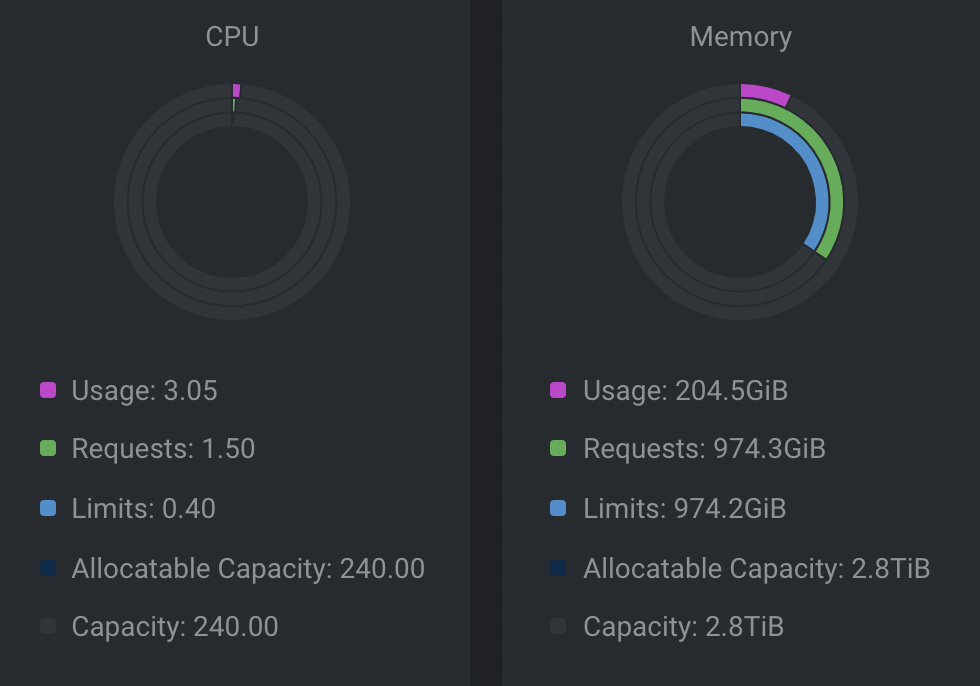 CPU
Usage: 3.05
Requests: 1.50
Limits: 0.40
Allocatable Capacity: 240.00
Capacity: 240.00
Memory
Usage: 204.5GiB
Requests: 974.3GiB
Limits: 974.2GiB
Allocatable Capacity: 2.8TiB
Capacity: 2.8TiB